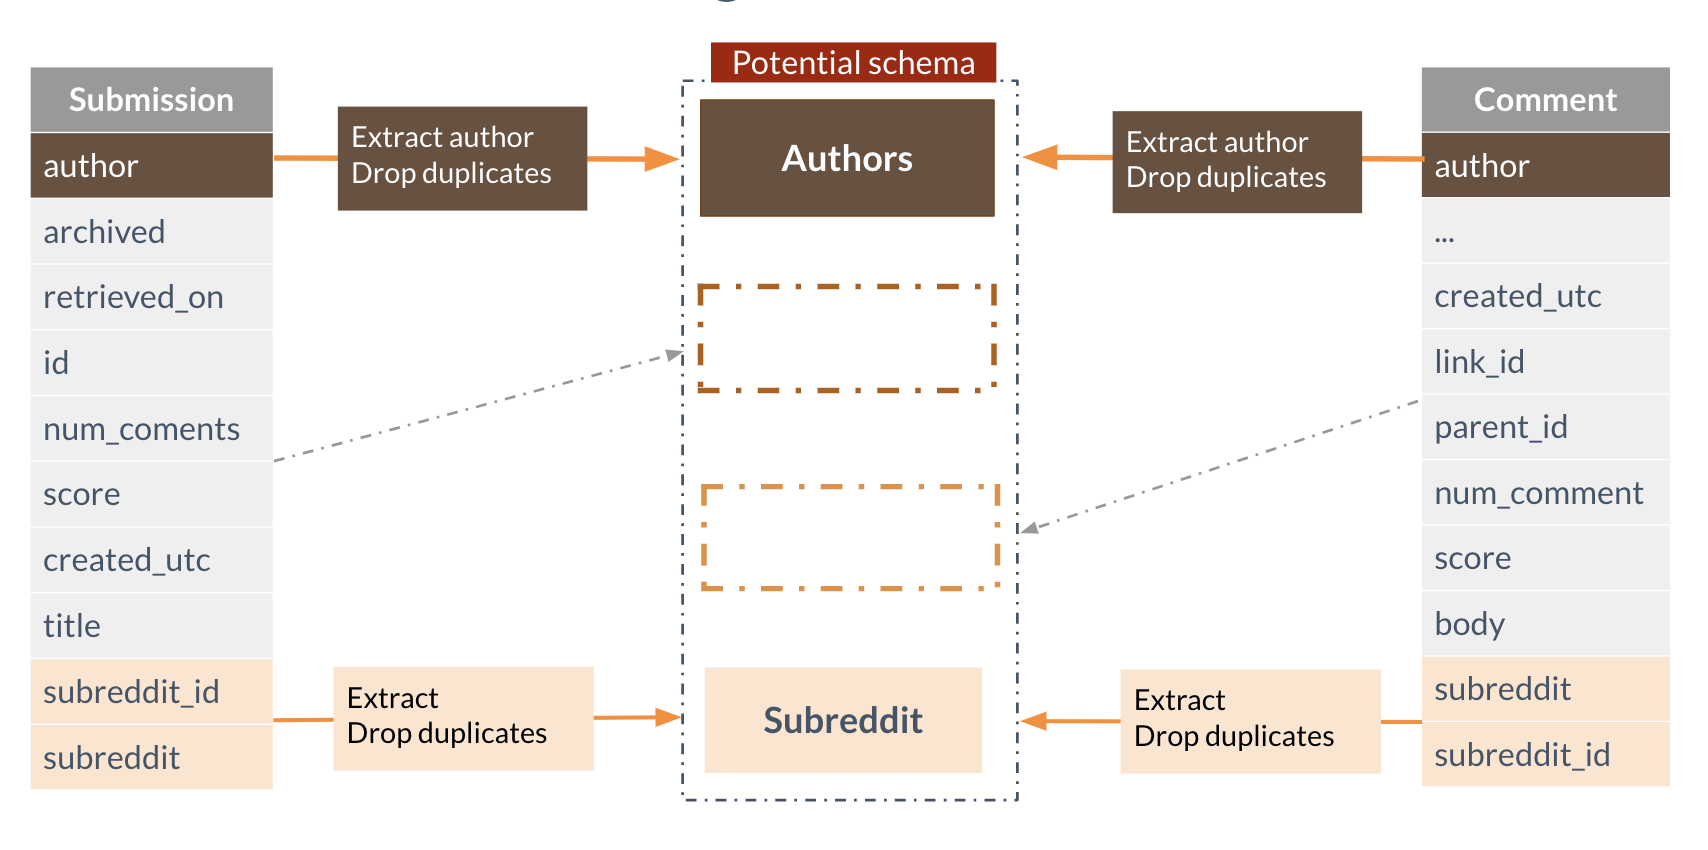 Potential schema
Submission
author
archived
retrieved_on
id
num_coments
score
created_utc
title
subreddit_id
subreddit
Extract author
Drop duplicates
Extract
Drop duplicates
Authors
Subreddit
Extract author
Drop duplicates
Extract
Drop duplicates
Comment
author
...
created_utc
link_id
parent_id
num_comment
score
body
subreddit
subreddit_id